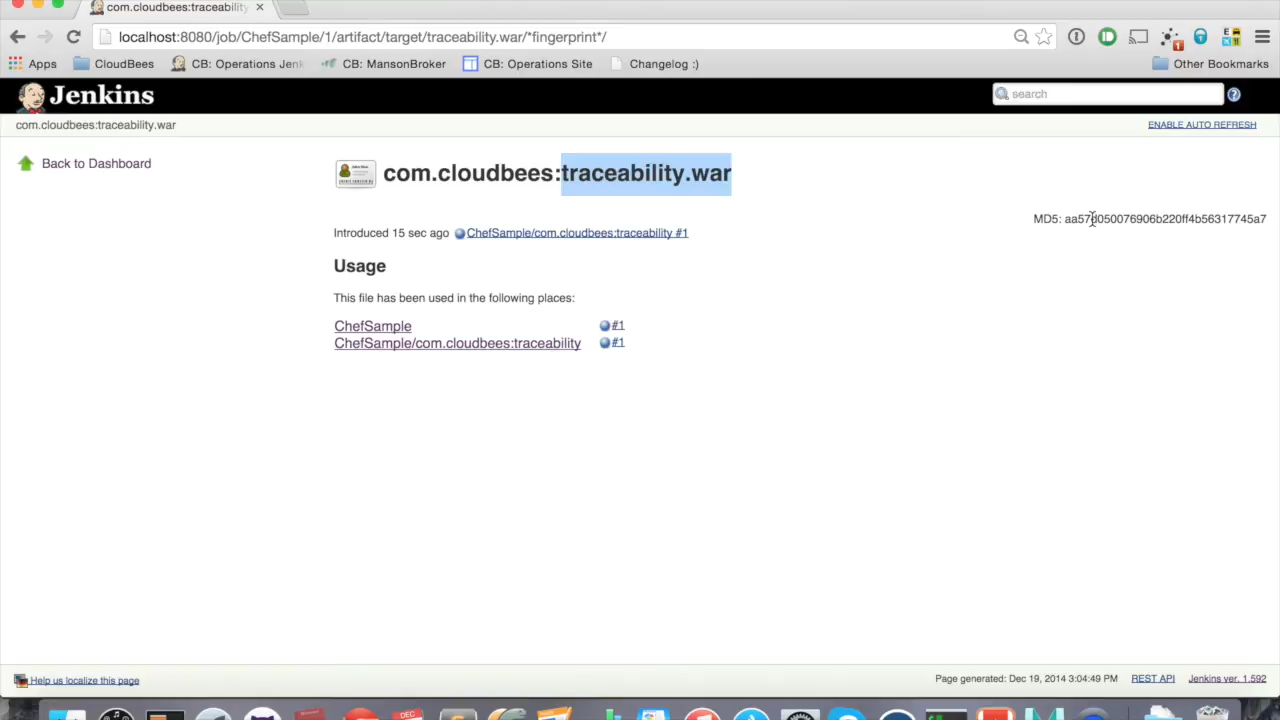 com.cloudbees:traceability
localhost:8080/job/ChefSample/1/artifact/target/traceability.war/*fingerprint*/
Apps CloudBees CB: Operations Jenk CB: MansonBroker CB: Operations Site Changelog :) Other Bookmarks
Jenkins
search
com.cloudbees:traceability.war
ENABLE AUTO REFRESH
Back to Dashboard
com.cloudbees:traceability.war
Introduced 15 sec ago ChefSample/com.cloudbees:traceability #1
Usage
This file has been used in the following places:
ChefSample #1
ChefSample/com.cloudbees:traceability #1
Help us localize this page
Page generated: Dec 19, 2014 3:04:49 PM REST API Jenkins ver. 1.592
DEC